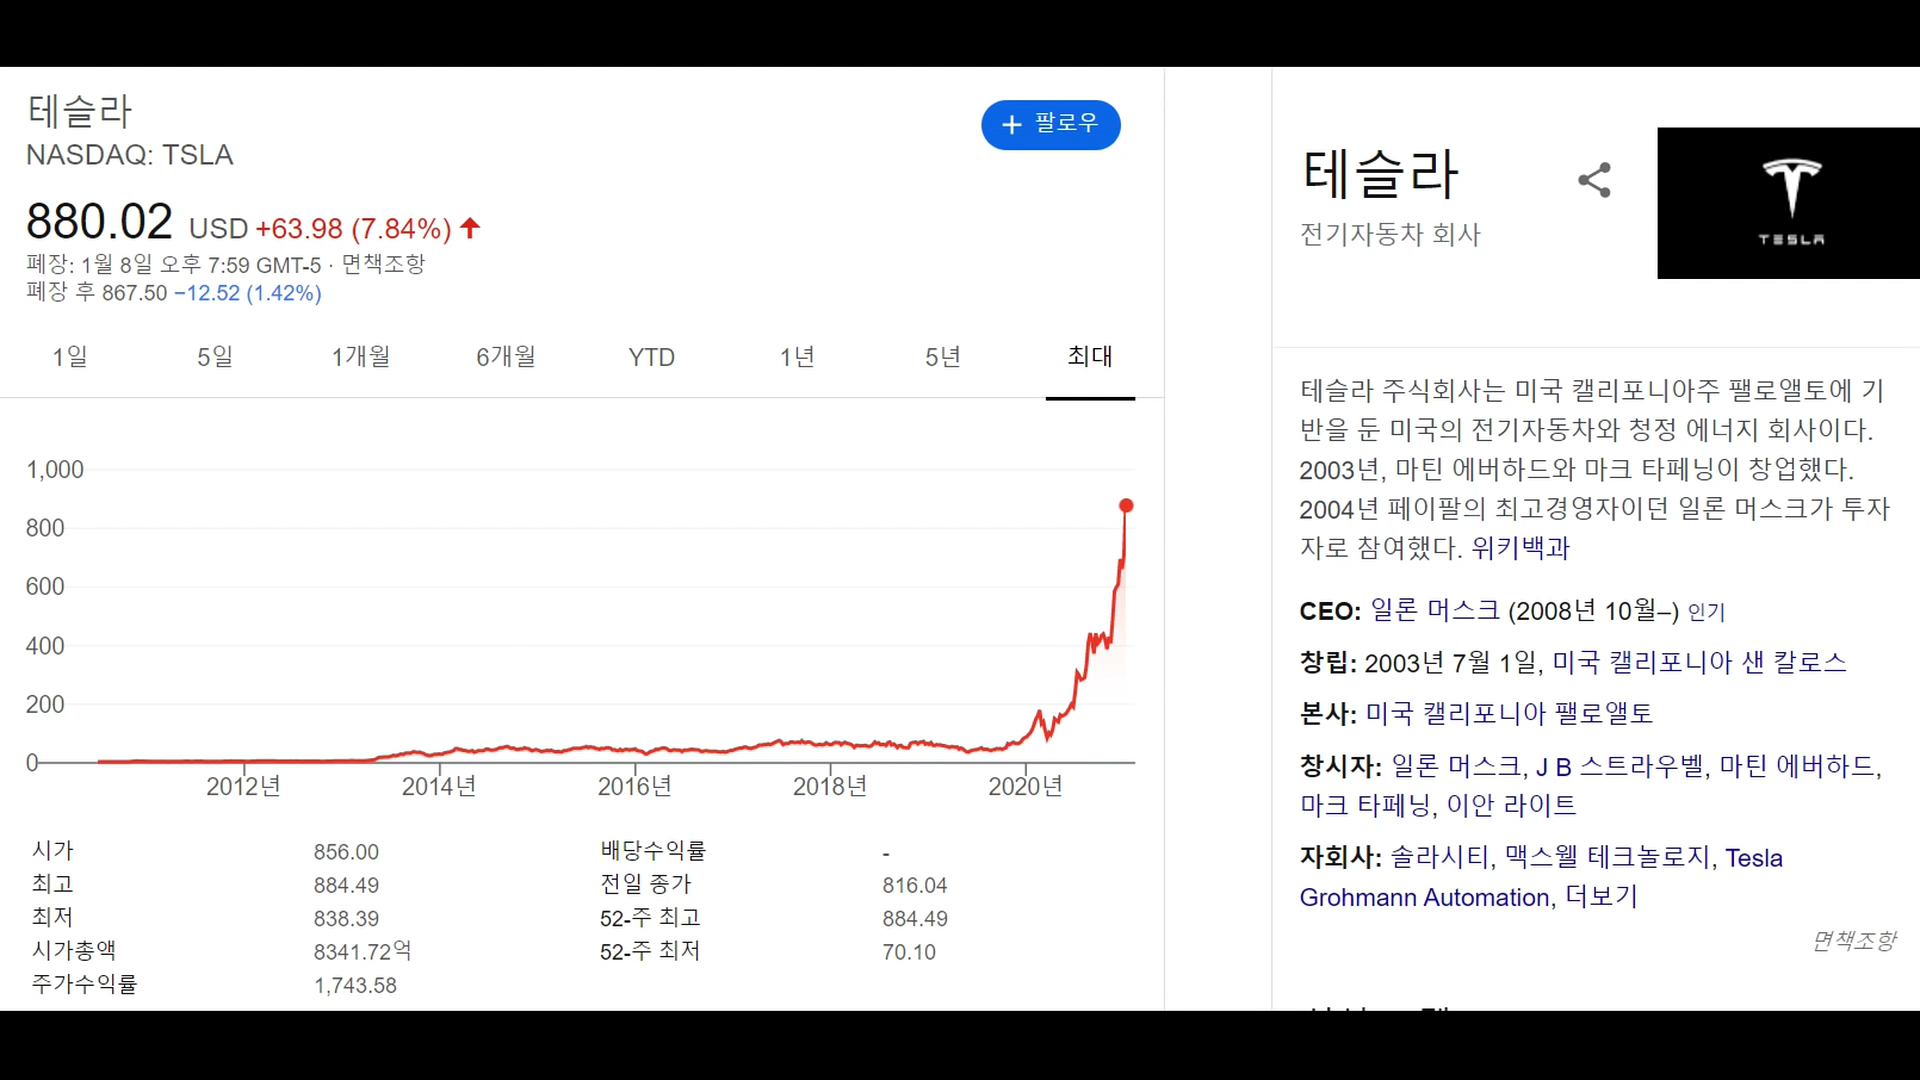 테슬라
NASDAQ: TSLA
+ 팔로우
880.02 USD +63.98 (7.84%)
폐장: 1월 8일 오후 7:59 GMT-5 · 면책조항
폐장 후 867.50 −12.52 (1.42%)
1일 5일 1개월 6개월 YTD 1년 5년 최대
1,000
800
600
400
200
0
2012년 2014년 2016년 2018년 2020년
시가 856.00 배당수익률 -
최고 884.49 전일 종가 816.04
최저 838.39 52-주 최고 884.49
시가총액 8341.72억 52-주 최저 70.10
주가수익률 1,743.58
테슬라
전기자동차 회사
TESLA
테슬라 주식회사는 미국 캘리포니아주 팰로앨토에 기
반을 둔 미국의 전기자동차와 청정 에너지 회사이다.
2003년, 마틴 에버하드와 마크 타페닝이 창업했다.
2004년 페이팔의 최고경영자이던 일론 머스크가 투자
자로 참여했다. 위키백과
CEO: 일론 머스크 (2008년 10월–) 인기
창립: 2003년 7월 1일, 미국 캘리포니아 샌 칼로스
본사: 미국 캘리포니아 팰로앨토
창시자: 일론 머스크, J B 스트라우벨, 마틴 에버하드,
마크 타페닝, 이안 라이트
자회사: 솔라시티, 맥스웰 테크놀로지, Tesla
Grohmann Automation, 더보기
면책조항